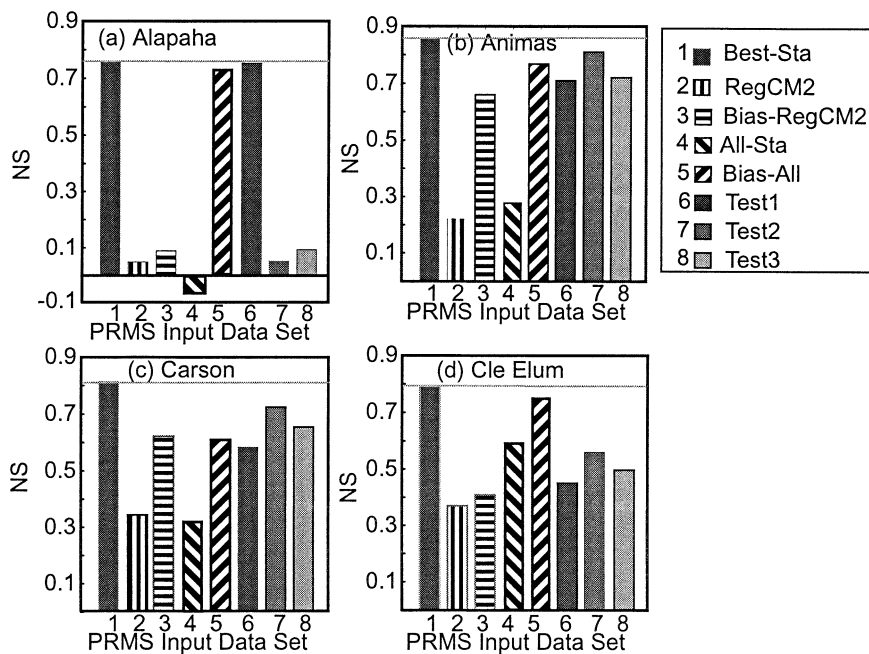 (a) Alapaha
NS
0.9
0.7
0.5
0.3
0.1
-0.1
1 2 3 4 5 6 7 8
PRMS Input Data Set
(b) Animas
NS
0.9
0.7
0.5
0.3
0.1
1 2 3 4 5 6 7 8
PRMS Input Data Set
1 Best-Sta
2 RegCM2
3 Bias-RegCM2
4 All-Sta
5 Bias-All
6 Test1
7 Test2
8 Test3
(c) Carson
NS
0.9
0.7
0.5
0.3
0.1
1 2 3 4 5 6 7 8
PRMS Input Data Set
(d) Cle Elum
NS
0.9
0.7
0.5
0.3
0.1
1 2 3 4 5 6 7 8
PRMS Input Data Set